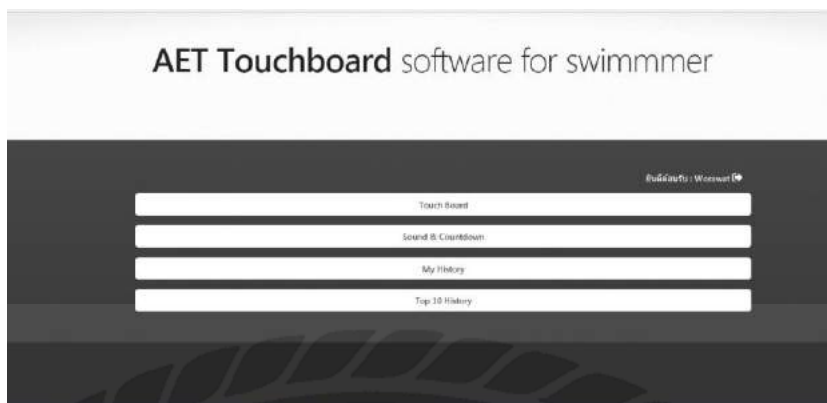 AET Touchboard software for swimmmer
ยินดีต้อนรับ : Worawat
Touch Board
Sound & Countdown
My History
Top 10 History